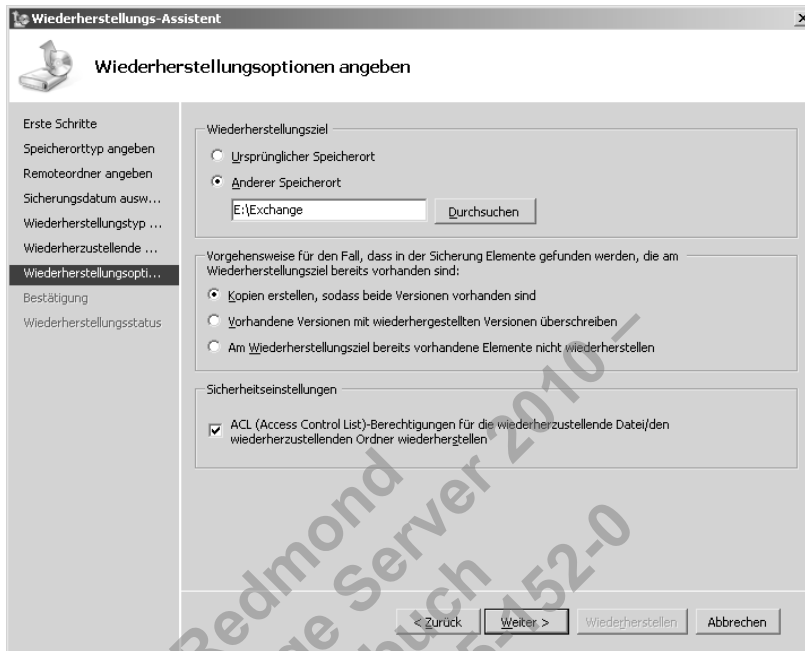 Wiederherstellungs-Assistent
Wiederherstellungsoptionen angeben
Erste Schritte
Speicherorttyp angeben
Remoteordner angeben
Sicherungsdatum ausw...
Wiederherstellungstyp ...
Wiederherzustellende ...
Wiederherstellungsopti...
Bestätigung
Wiederherstellungsstatus
Wiederherstellungsziel
Ursprünglicher Speicherort
Anderer Speicherort
E:\Exchange
Durchsuchen
Vorgehensweise für den Fall, dass in der Sicherung Elemente gefunden werden, die am
Wiederherstellungsziel bereits vorhanden sind:
Kopien erstellen, sodass beide Versionen vorhanden sind
Vorhandene Versionen mit wiederhergestellten Versionen überschreiben
Am Wiederherstellungsziel bereits vorhandene Elemente nicht wiederherstellen
Sicherheitseinstellungen
ACL (Access Control List)-Berechtigungen für die wiederherzustellende Datei/den
wiederherzustellenden Ordner wiederherstellen
< Zurück
Weiter >
Wiederherstellen
Abbrechen
Redmond
Server 2010 –